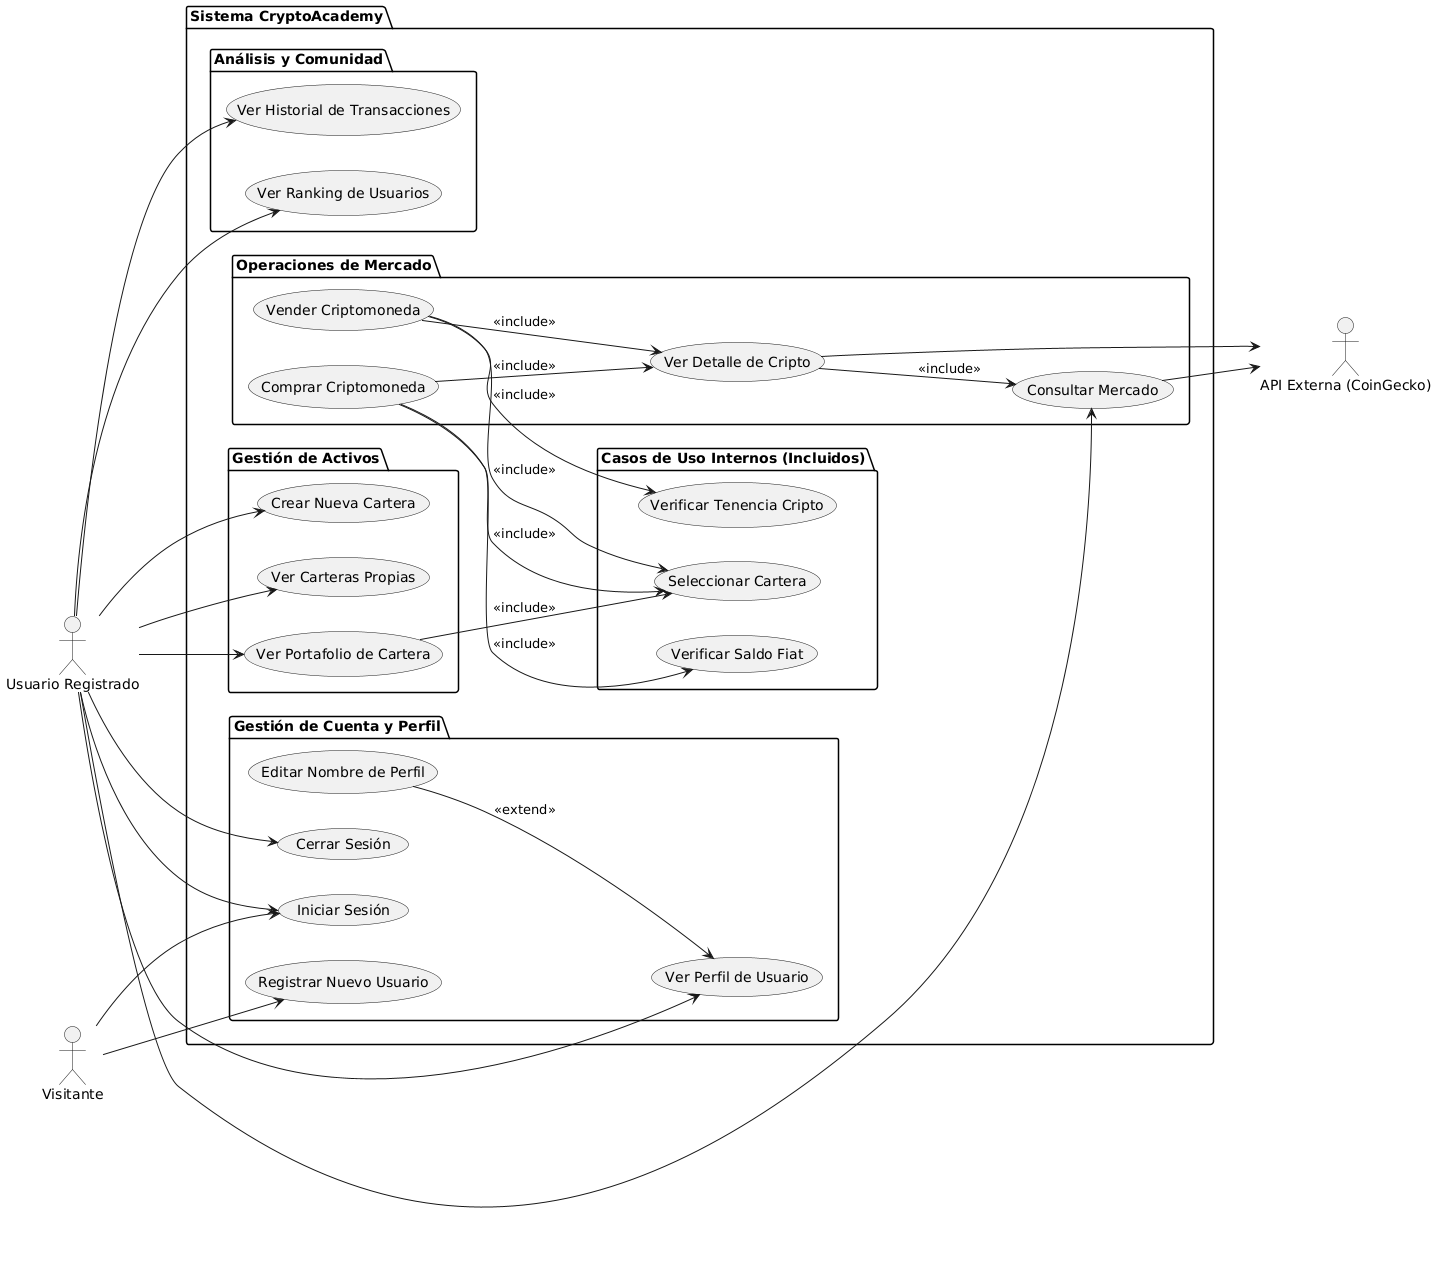 Sistema CryptoAcademy
Análisis y Comunidad
Ver Historial de Transacciones
Ver Ranking de Usuarios
Operaciones de Mercado
Vender Criptomoneda
«include»
Ver Detalle de Cripto
«include»
Comprar Criptomoneda
«include»
«include»
Consultar Mercado
API Externa (CoinGecko)
Gestión de Activos
Casos de Uso Internos (Incluidos)
«include»
Crear Nueva Cartera
Verificar Tenencia Cripto
«include»
Ver Carteras Propias
Seleccionar Cartera
«include»
Ver Portafolio de Cartera
«include»
Verificar Saldo Fiat
Usuario Registrado
Gestión de Cuenta y Perfil
Editar Nombre de Perfil
«extend»
Cerrar Sesión
Iniciar Sesión
Registrar Nuevo Usuario
Ver Perfil de Usuario
Visitante